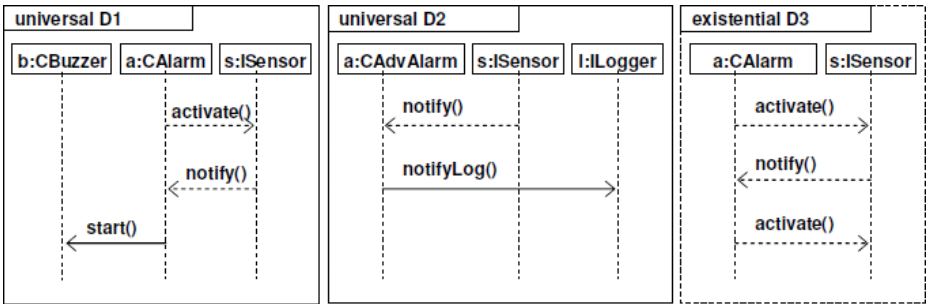 universal D1
b:CBuzzer a:CAlarm s:ISensor
activate()
notify()
start()
universal D2
a:CAdvAlarm s:ISensor l:ILogger
notify()
notifyLog()
existential D3
a:CAlarm s:ISensor
activate()
notify()
activate()